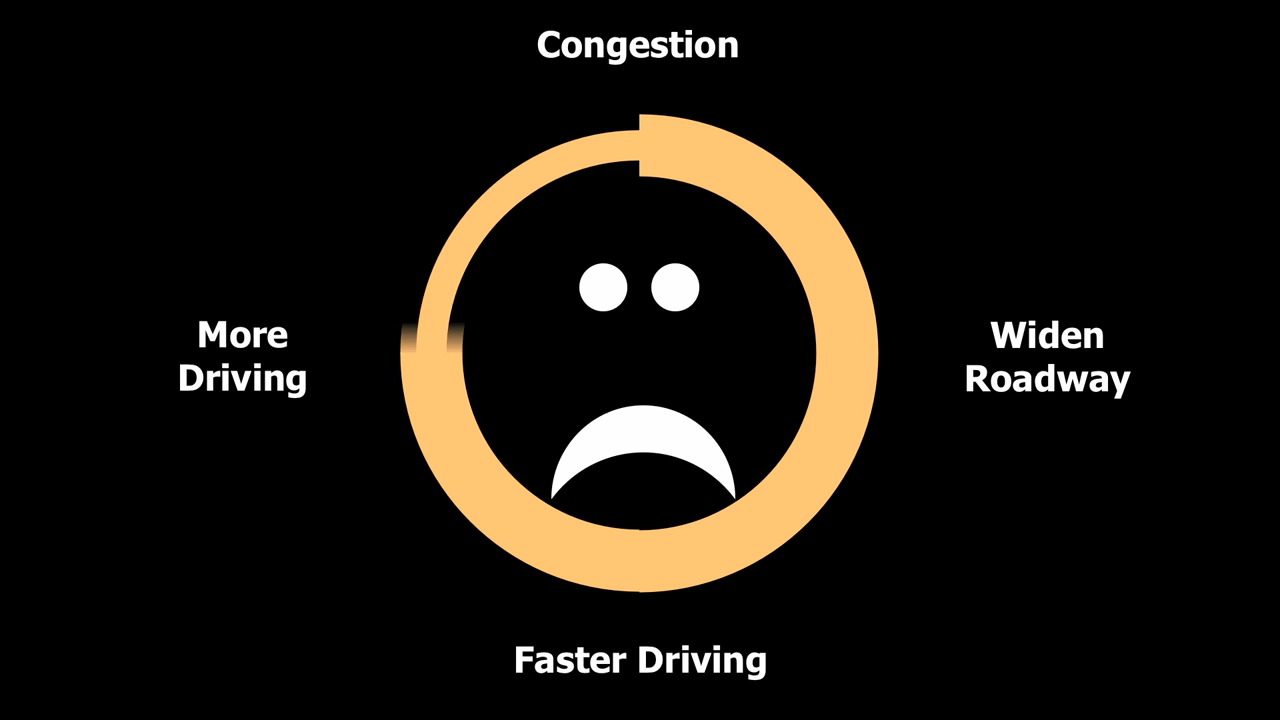 Congestion
More
Driving
Widen
Roadway
Faster Driving